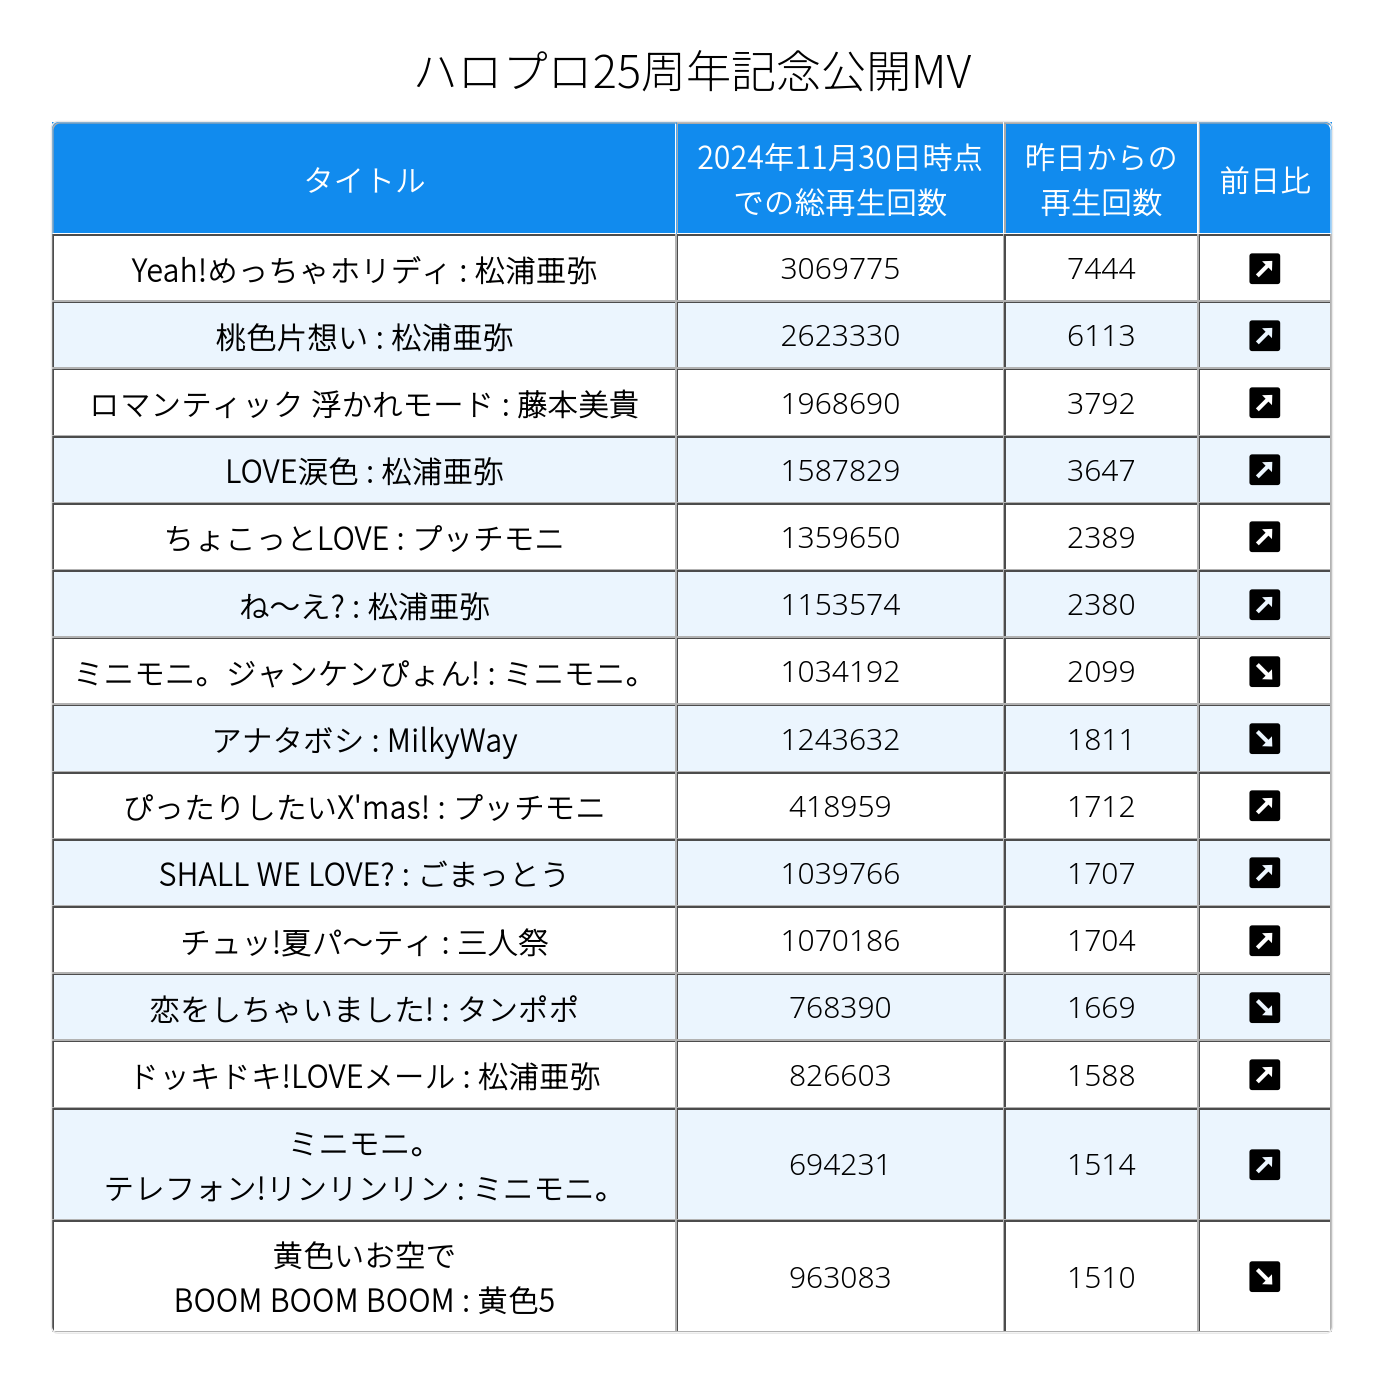 ハロプロ25周年記念公開MV
タイトル
2024年11月30日時点
での総再生回数
昨日からの
再生回数
前日比
Yeah!めっちゃホリディ : 松浦亜弥 3069775 7444
桃色片想い : 松浦亜弥 2623330 6113
ロマンティック 浮かれモード : 藤本美貴 1968690 3792
LOVE涙色 : 松浦亜弥 1587829 3647
ちょこっとLOVE : プッチモニ 1359650 2389
ね〜え? : 松浦亜弥 1153574 2380
ミニモニ。ジャンケンぴょん! : ミニモニ。 1034192 2099
アナタボシ : MilkyWay 1243632 1811
ぴったりしたいX'mas! : プッチモニ 418959 1712
SHALL WE LOVE? : ごまっとう 1039766 1707
チュッ!夏パ〜ティ : 三人祭 1070186 1704
恋をしちゃいました! : タンポポ 768390 1669
ドッキドキ!LOVEメール : 松浦亜弥 826603 1588
ミニモニ。
テレフォン!リンリンリン : ミニモニ。 694231 1514
黄色いお空で
BOOM BOOM BOOM : 黄色5 963083 1510